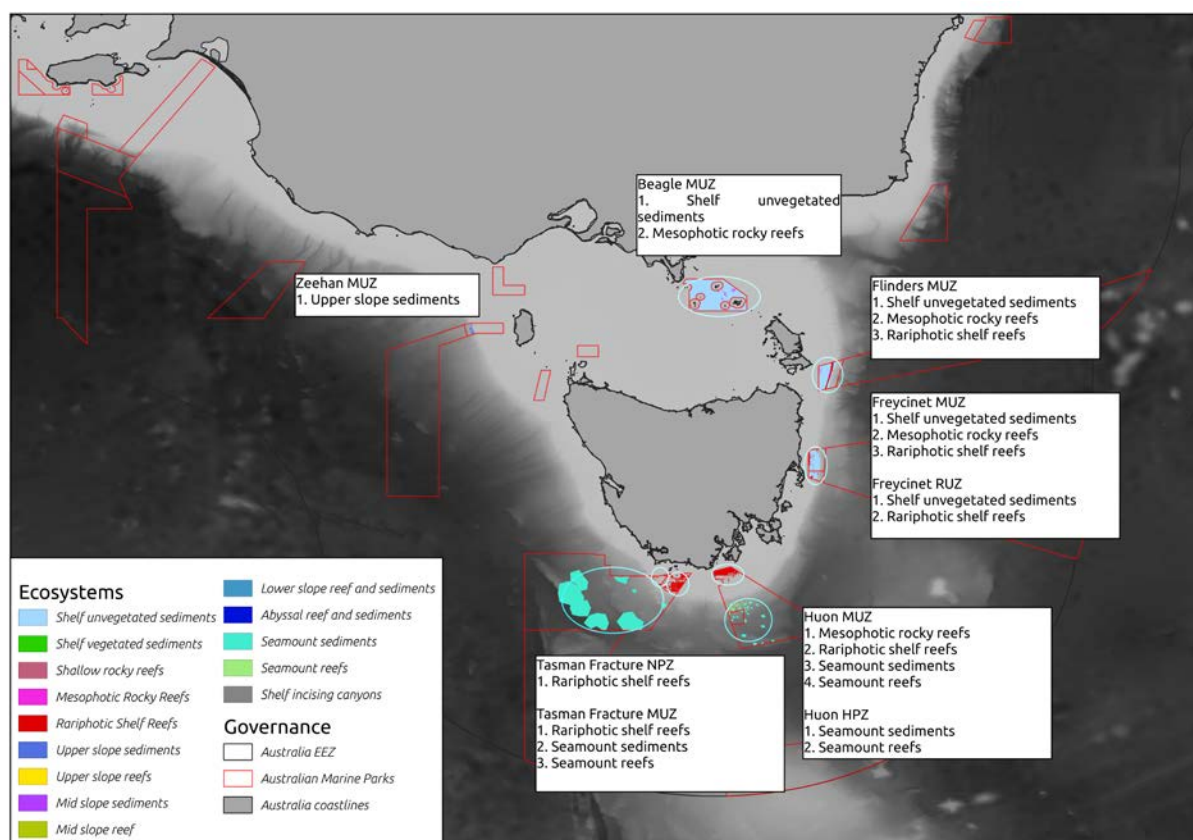 Beagle MUZ
1. Shelf unvegetated
sediments
2. Mesophotic rocky reefs
Zeehan MUZ
1. Upper slope sediments
Flinders MUZ
1. Shelf unvegetated sediments
2. Mesophotic rocky reefs
3. Rariphotic shelf reefs
Freycinet MUZ
1. Shelf unvegetated sediments
2. Mesophotic rocky reefs
3. Rariphotic shelf reefs
Freycinet RUZ
1. Shelf unvegetated sediments
2. Rariphotic shelf reefs
Huon MUZ
1. Mesophotic rocky reefs
2. Rariphotic shelf reefs
3. Seamount sediments
4. Seamount reefs
Huon HPZ
1. Seamount sediments
2. Seamount reefs
Tasman Fracture NPZ
1. Rariphotic shelf reefs
Tasman Fracture MUZ
1. Rariphotic shelf reefs
2. Seamount sediments
3. Seamount reefs
Ecosystems
Shelf unvegetated sediments
Shelf vegetated sediments
Shallow rocky reefs
Mesophotic Rocky Reefs
Rariphotic Shelf Reefs
Upper slope sediments
Upper slope reefs
Mid slope sediments
Mid slope reef
Lower slope reef and sediments
Abyssal reef and sediments
Seamount sediments
Seamount reefs
Shelf incising canyons
Governance
Australia EEZ
Australian Marine Parks
Australia coastlines